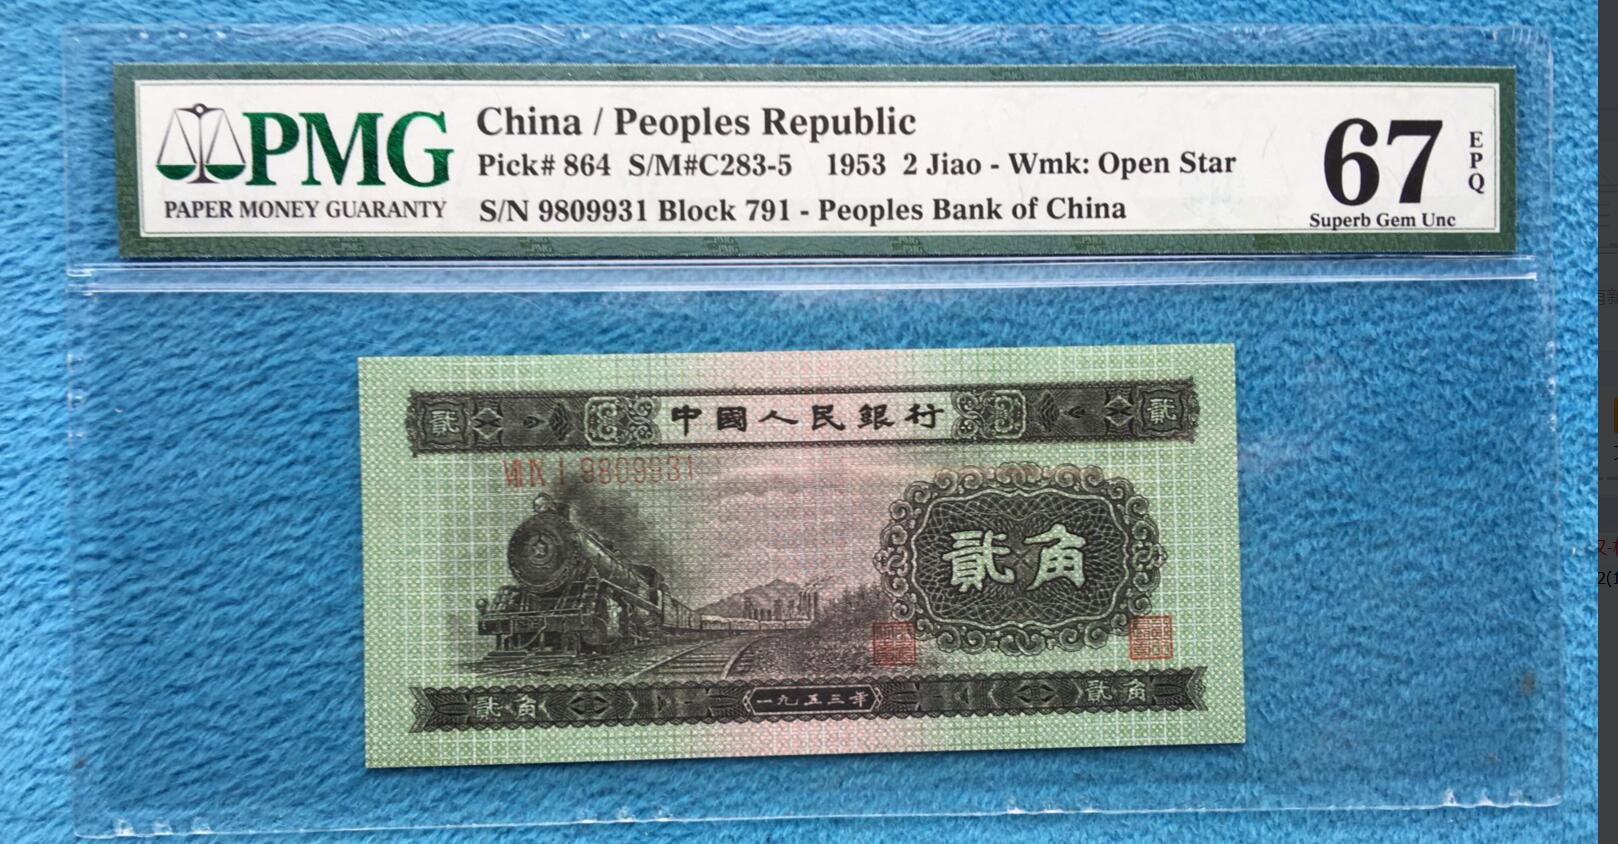 PMG
PAPER MONEY GUARANTY
China / Peoples Republic
Pick# 864 S/M#C283-5 1953 2 Jiao - Wmk: Open Star
S/N 9809931 Block 791 - Peoples Bank of China
67
EPQ
Superb Gem Unc
貳 中國人民銀行 貳
ⅦⅨⅠ 9809931
貳角
貳角 一九五三年 貳角